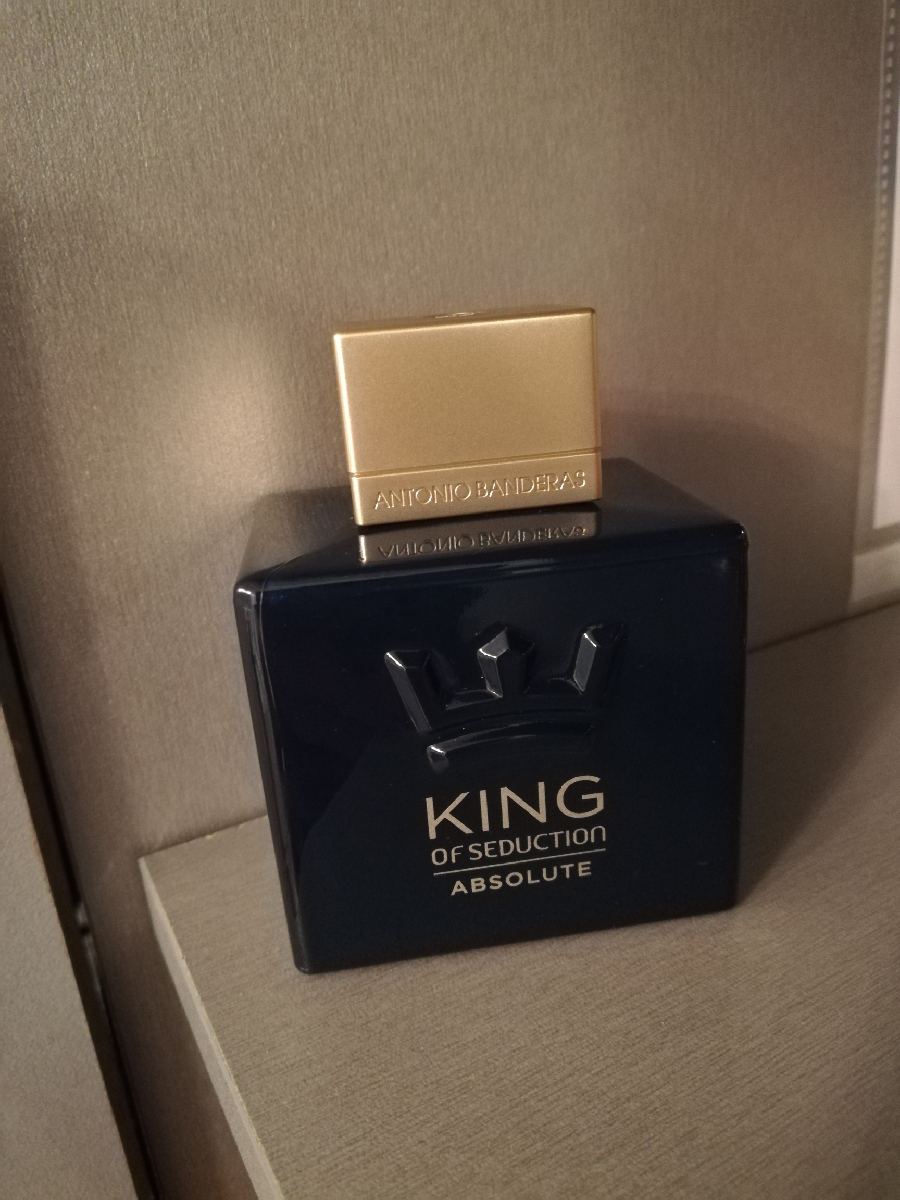 ANTONIO BANDERAS
KING
OF SEDUCTION
ABSOLUTE